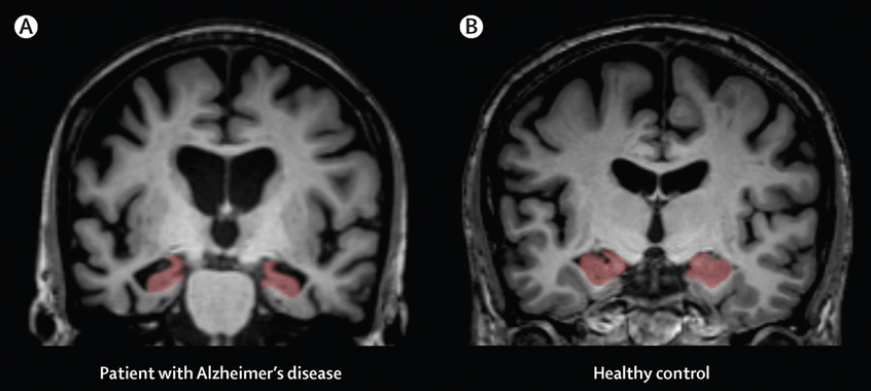 A
B
Patient with Alzheimer's disease
Healthy control